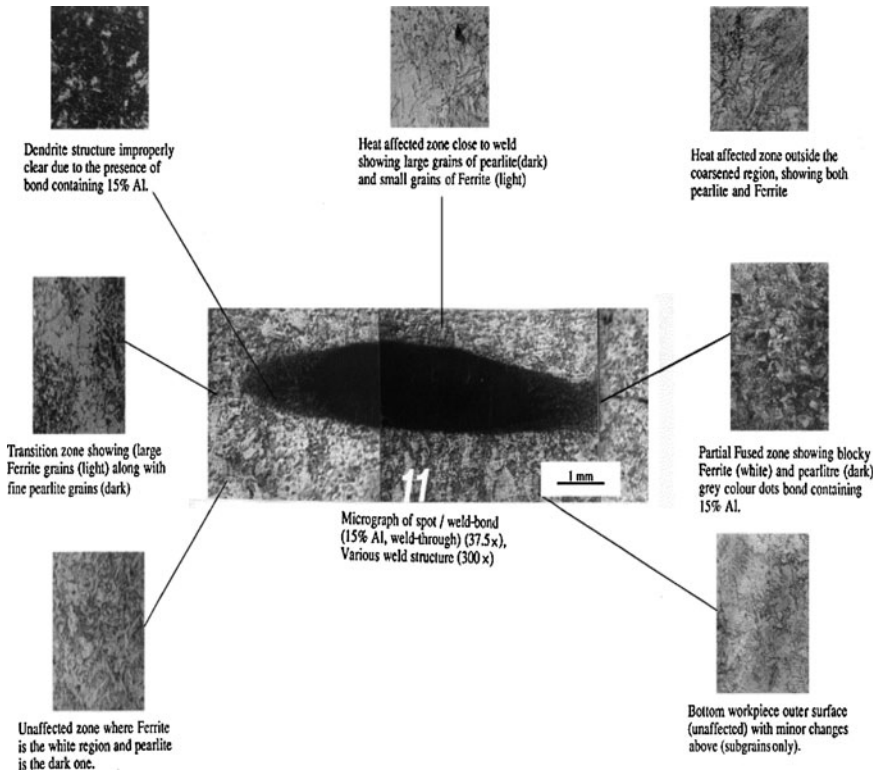 Dendrite structure improperly
clear due to the presence of
bond containing 15% Al.
Heat affected zone close to weld
showing large grains of pearlite(dark)
and small grains of Ferrite (light)
Heat affected zone outside the
coarsened region, showing both
pearlite and Ferrite
Transition zone showing (large
Ferrite grains (light) along with
fine pearlite grains (dark)
Partial Fused zone showing blocky
Ferrite (white) and pearlitre (dark)
grey colour dots bond containing
15% Al.
11
1 mm
Micrograph of spot / weld-bond
(15% Al, weld-through) (37.5x),
Various weld structure (300x)
Unaffected zone where Ferrite
is the white region and pearlite
is the dark one.
Bottom workpiece outer surface
(unaffected) with minor changes
above (subgrains only).